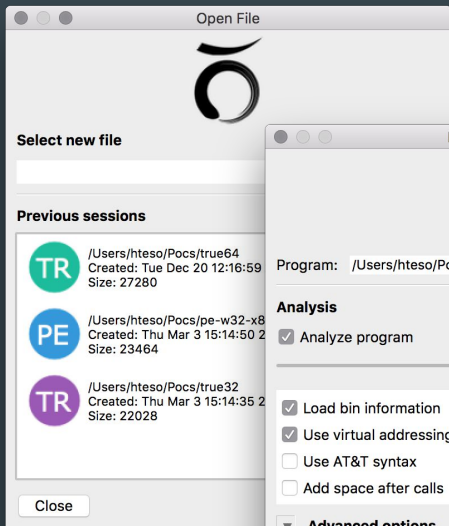 Open File
Select new file
Previous sessions
TR
/Users/hteso/Pocs/true64
Created: Tue Dec 20 12:16:59
Size: 27280
PE
/Users/hteso/Pocs/pe-w32-x8
Created: Thu Mar 3 15:14:50 2
Size: 23464
TR
/Users/hteso/Pocs/true32
Created: Thu Mar 3 15:14:35 2
Size: 22028
Close
Program: /Users/hteso/Po
Analysis
Analyze program
Load bin information
Use virtual addressing
Use AT&T syntax
Add space after calls
Advanced options